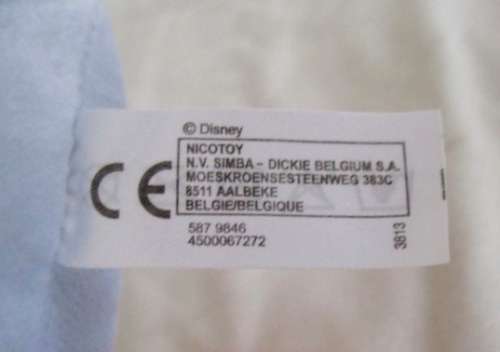 © Disney
NICOTOY
N.V. SIMBA - DICKIE BELGIUM S.A.
MOESKROENSESTEENWEG 383C
8511 AALBEKE
BELGIE/BELGIQUE
CE
587 9846
4500067272
3813